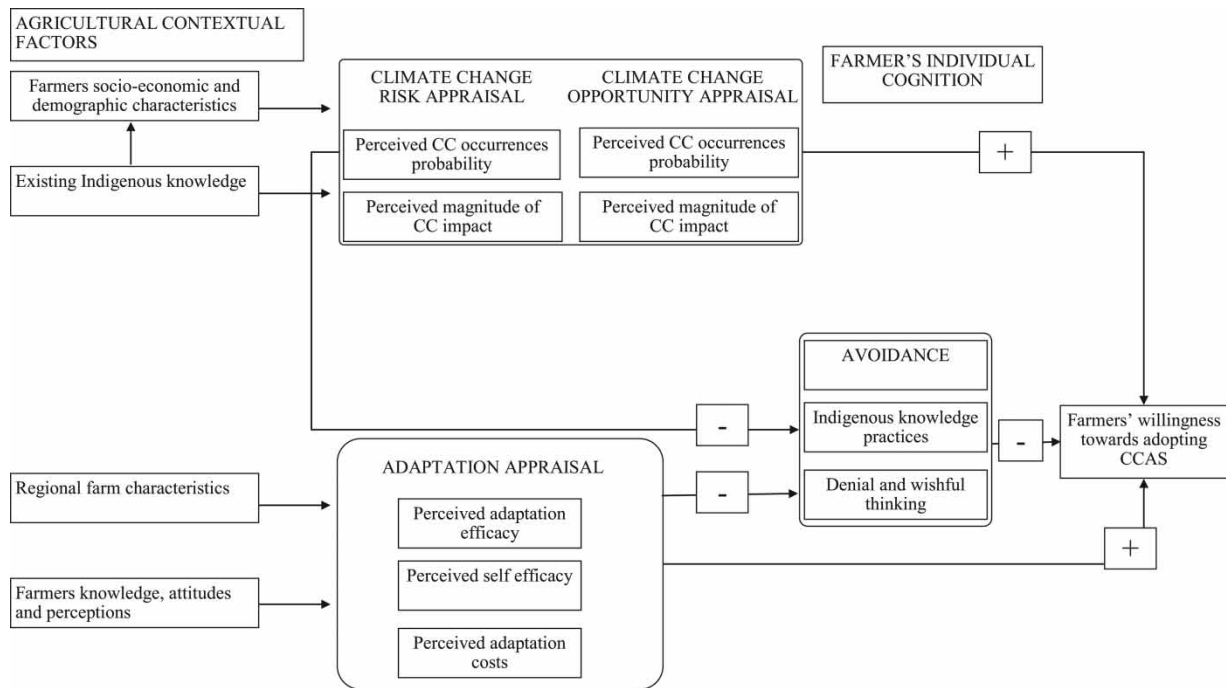 AGRICULTURAL CONTEXTUAL
FACTORS
Farmers socio-economic and
demographic characteristics
Existing Indigenous knowledge
CLIMATE CHANGE
RISK APPRAISAL
CLIMATE CHANGE
OPPORTUNITY APPRAISAL
Perceived CC occurrences
probability
Perceived CC occurrences
probability
Perceived magnitude of
CC impact
Perceived magnitude of
CC impact
FARMER'S INDIVIDUAL
COGNITION
+
AVOIDANCE
Indigenous knowledge
practices
Denial and wishful
thinking
-
-
-
Farmers' willingness
towards adopting
CCAS
+
Regional farm characteristics
Farmers knowledge, attitudes
and perceptions
ADAPTATION APPRAISAL
Perceived adaptation
efficacy
Perceived self efficacy
Perceived adaptation
costs